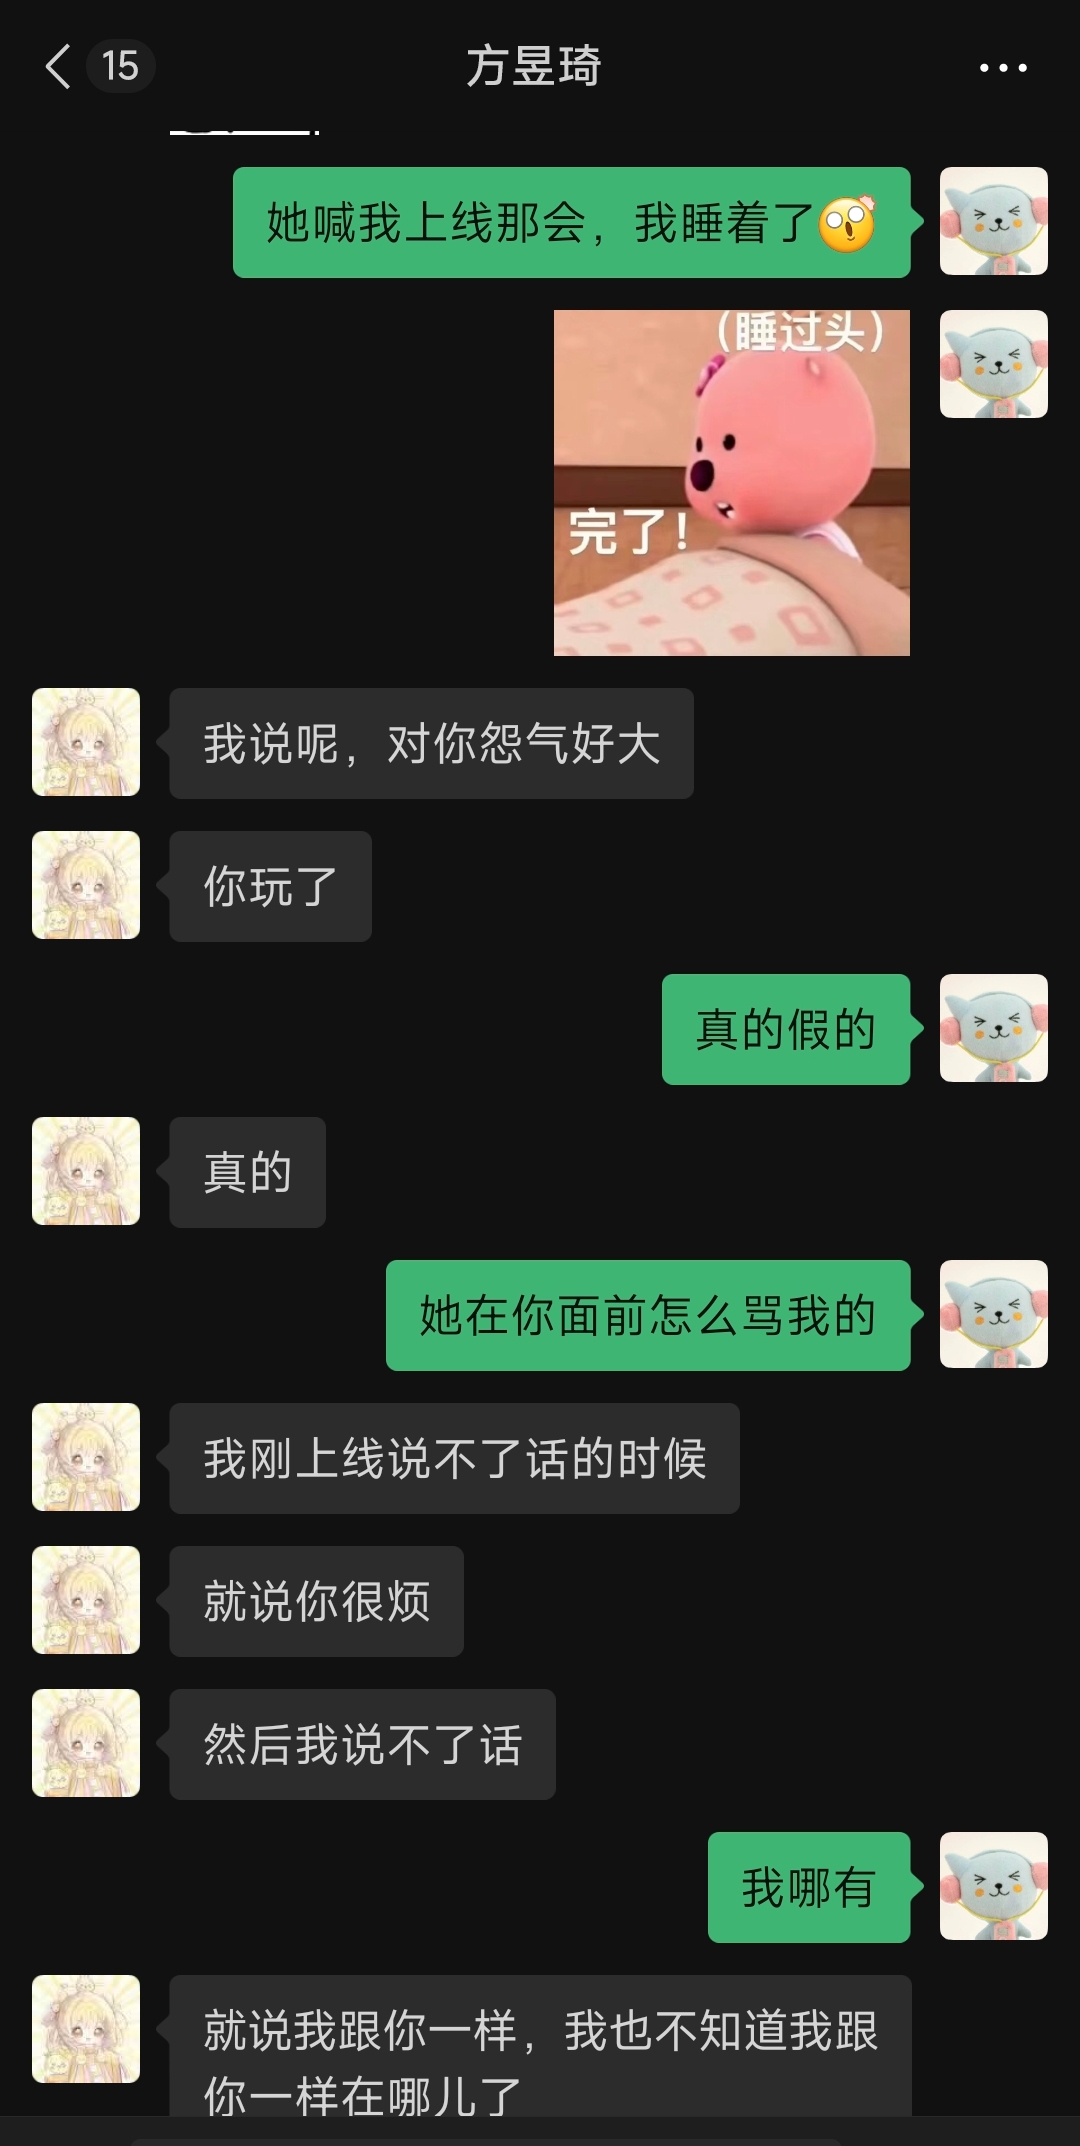 15
方昱琦
她喊我上线那会，我睡着了
（睡过头）
完了！
我说呢，对你怨气好大
你玩了
真的假的
真的
她在你面前怎么骂我的
我刚上线说不了话的时候
就说你很烦
然后我说不了话
我哪有
就说我跟你一样，我也不知道我跟
你一样在哪儿了